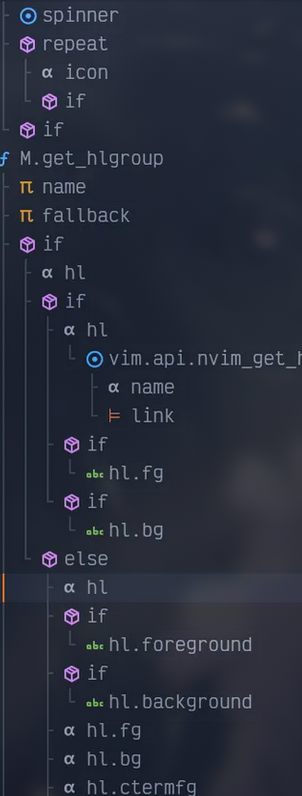 spinner
repeat
α icon
if
if
f M.get_hlgroup
π name
π fallback
if
α hl
if
α hl
vim.api.nvim_get_h
α name
link
if
abc hl.fg
if
abc hl.bg
else
α hl
if
abc hl.foreground
if
abc hl.background
α hl.fg
α hl.bg
α hl.ctermfg